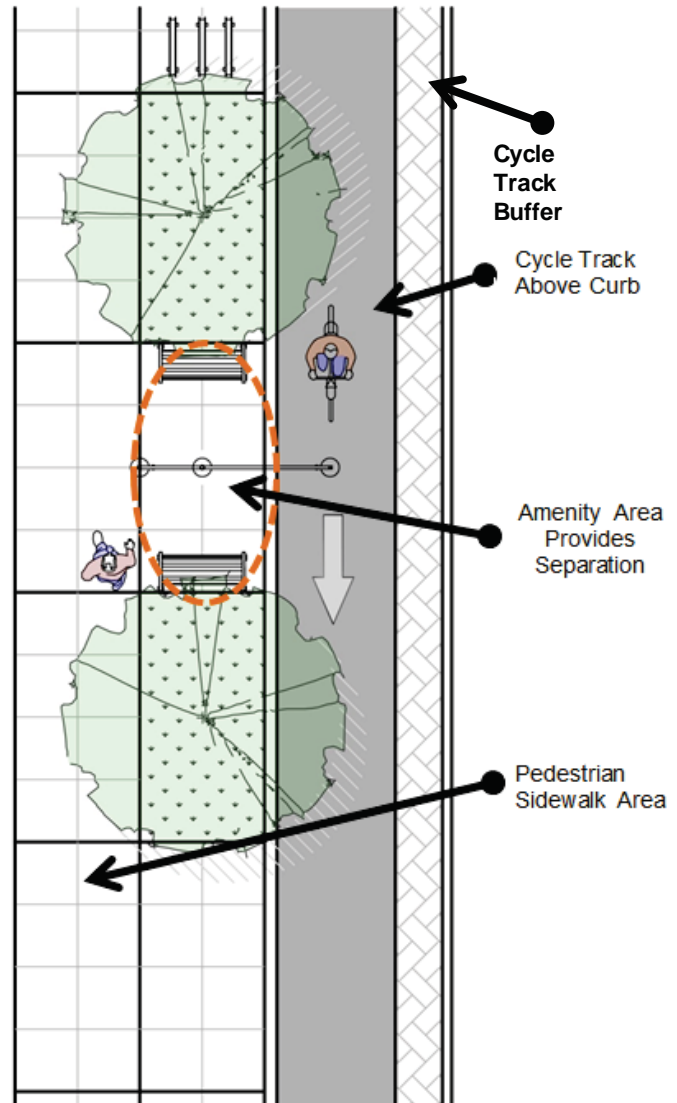 Cycle
Track
Buffer
Cycle Track
Above Curb
Amenity Area
Provides
Separation
Pedestrian
Sidewalk Area